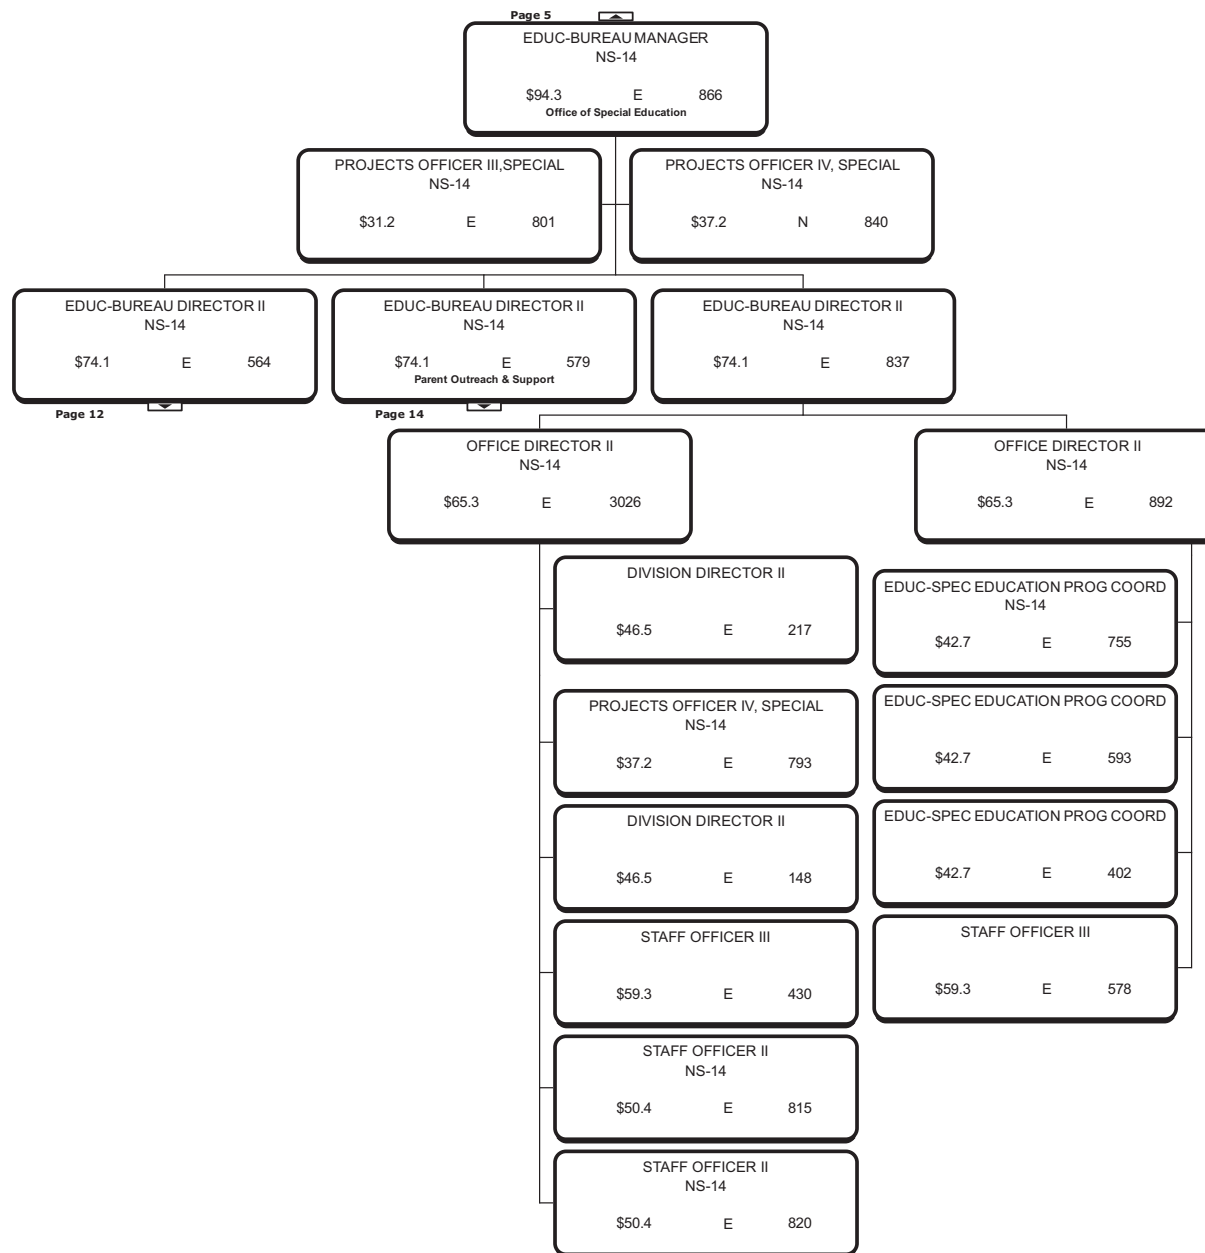 Page 5
EDUC-BUREAU MANAGER
NS-14
$94.3 E 866
Office of Special Education
PROJECTS OFFICER III,SPECIAL
NS-14
$31.2 E 801
PROJECTS OFFICER IV, SPECIAL
NS-14
$37.2 N 840
EDUC-BUREAU DIRECTOR II
NS-14
$74.1 E 564
Page 12
EDUC-BUREAU DIRECTOR II
NS-14
$74.1 E 579
Parent Outreach & Support
Page 14
EDUC-BUREAU DIRECTOR II
NS-14
$74.1 E 837
OFFICE DIRECTOR II
NS-14
$65.3 E 3026
OFFICE DIRECTOR II
NS-14
$65.3 E 892
DIVISION DIRECTOR II
$46.5 E 217
PROJECTS OFFICER IV, SPECIAL
NS-14
$37.2 E 793
DIVISION DIRECTOR II
$46.5 E 148
STAFF OFFICER III
$59.3 E 430
STAFF OFFICER II
NS-14
$50.4 E 815
STAFF OFFICER II
NS-14
$50.4 E 820
EDUC-SPEC EDUCATION PROG COORD
NS-14
$42.7 E 755
EDUC-SPEC EDUCATION PROG COORD
$42.7 E 593
EDUC-SPEC EDUCATION PROG COORD
$42.7 E 402
STAFF OFFICER III
$59.3 E 578